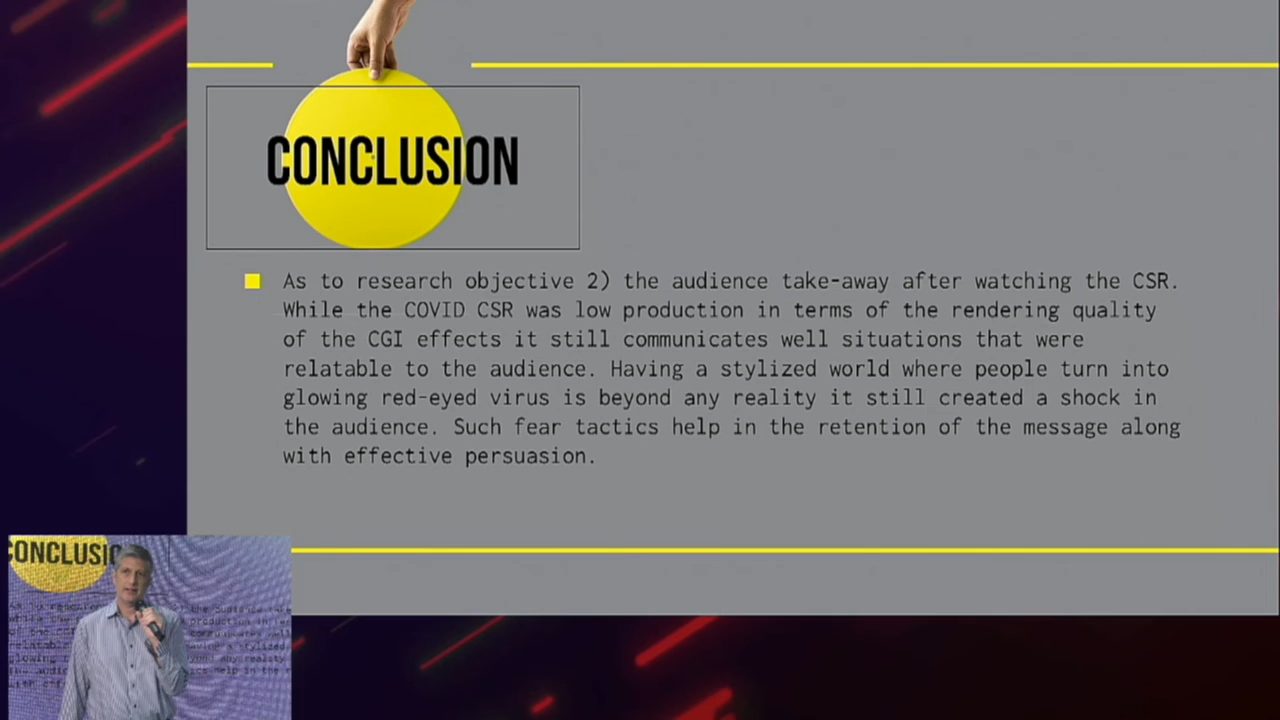 CONCLUSION
As to research objective 2) the audience take-away after watching the CSR.
While the COVID CSR was low production in terms of the rendering quality
of the CGI effects it still communicates well situations that were
relatable to the audience. Having a stylized world where people turn into
glowing red-eyed virus is beyond any reality it still created a shock in
the audience. Such fear tactics help in the retention of the message along
with effective persuasion.
CONCLUSI